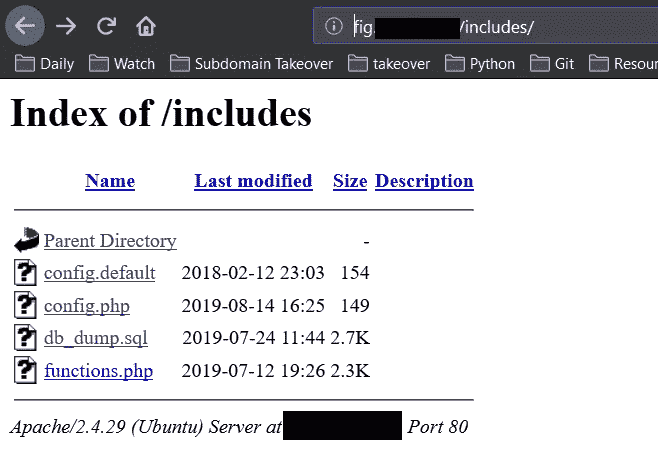 fig. /includes/
Daily Watch Subdomain Takeover takeover Python Git Resour
Index of /includes
Name Last modified Size Description
Parent Directory -
config.default 2018-02-12 23:03 154
config.php 2019-08-14 16:25 149
db_dump.sql 2019-07-24 11:44 2.7K
functions.php 2019-07-12 19:26 2.3K
Apache/2.4.29 (Ubuntu) Server at Port 80